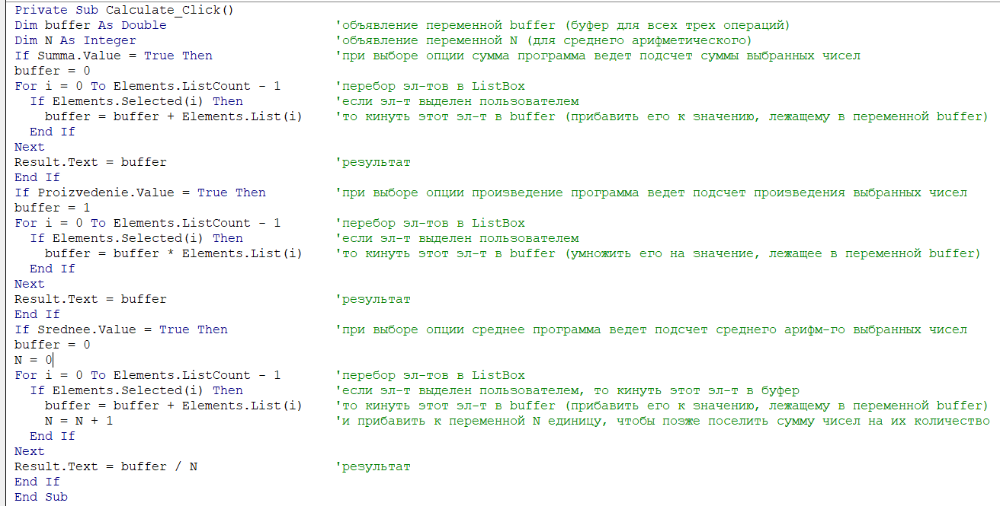 Private Sub Calculate_Click()
Dim buffer As Double 'объявление переменной buffer (буфер для всех трех операций)
Dim N As Integer 'объявление переменной N (для среднего арифметического)
If Summa.Value = True Then 'при выборе опции сумма программа ведет подсчет суммы выбранных чисел
buffer = 0
For i = 0 To Elements.ListCount - 1 'перебор эл-тов в ListBox
If Elements.Selected(i) Then 'если эл-т выделен пользователем
buffer = buffer + Elements.List(i) 'то кинуть этот эл-т в buffer (прибавить его к значению, лежащему в переменной buffer)
End If
Next
Result.Text = buffer 'результат
End If
If Proizvedenie.Value = True Then 'при выборе опции произведение программа ведет подсчет произведения выбранных чисел
buffer = 1
For i = 0 To Elements.ListCount - 1 'перебор эл-тов в ListBox
If Elements.Selected(i) Then 'если эл-т выделен пользователем
buffer = buffer * Elements.List(i) 'то кинуть этот эл-т в buffer (умножить его на значение, лежащее в переменной buffer)
End If
Next
Result.Text = buffer 'результат
End If
If Srednee.Value = True Then 'при выборе опции среднее программа ведет подсчет среднего арифм-го выбранных чисел
buffer = 0
N = 0
For i = 0 To Elements.ListCount - 1 'перебор эл-тов в ListBox
If Elements.Selected(i) Then 'если эл-т выделен пользователем, то кинуть этот эл-т в буфер
buffer = buffer + Elements.List(i) 'то кинуть этот эл-т в buffer (прибавить его к значению, лежащему в переменной buffer)
N = N + 1 'и прибавить к переменной N единицу, чтобы позже поселить сумму чисел на их количество
End If
Next
Result.Text = buffer / N 'результат
End If
End Sub